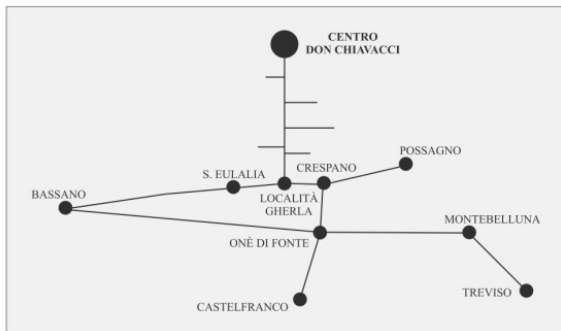 CENTRO
DON CHIAVACCI
POSSAGNO
CRESPANO
S. EULALIA
BASSANO
LOCALITÀ
GHERLA
MONTEBELLUNA
ONÈ DI FONTE
TREVISO
CASTELFRANCO